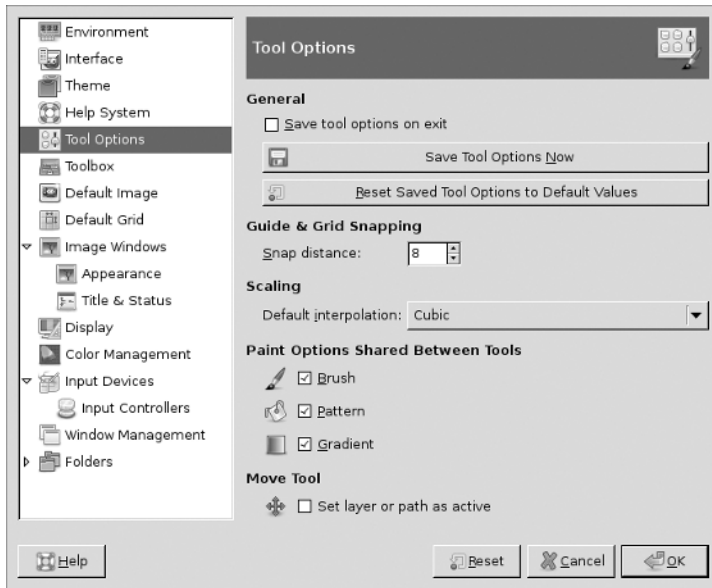 Environment
Interface
Theme
Help System
Tool Options
Toolbox
Default Image
Default Grid
Image Windows
Appearance
Title & Status
Display
Color Management
Input Devices
Input Controllers
Window Management
Folders
Tool Options
General
Save tool options on exit
Save Tool Options Now
Reset Saved Tool Options to Default Values
Guide & Grid Snapping
Snap distance: 8
Scaling
Default interpolation: Cubic
Paint Options Shared Between Tools
Brush
Pattern
Gradient
Move Tool
Set layer or path as active
Help
Reset
Cancel
OK